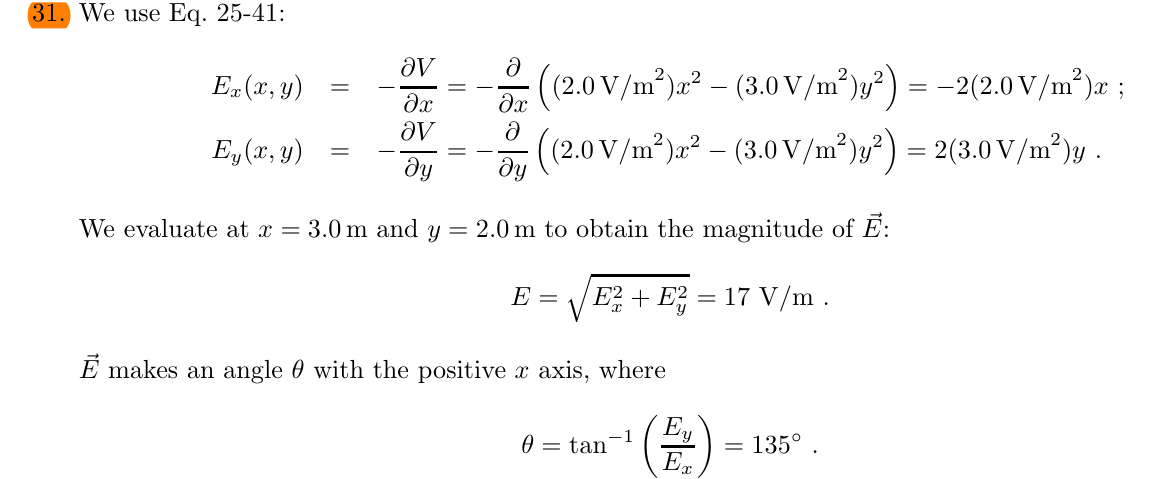 31. We use Eq. 25-41:
E_x(x, y) = −∂V/∂x = −∂/∂x ((2.0 V/m²)x² − (3.0 V/m²)y²) = −2(2.0 V/m²)x ;
E_y(x, y) = −∂V/∂y = −∂/∂y ((2.0 V/m²)x² − (3.0 V/m²)y²) = 2(3.0 V/m²)y .
We evaluate at x = 3.0 m and y = 2.0 m to obtain the magnitude of E⃗:
E = √(E_x² + E_y²) = 17 V/m .
E⃗ makes an angle θ with the positive x axis, where
θ = tan⁻¹ (E_y/E_x) = 135° .